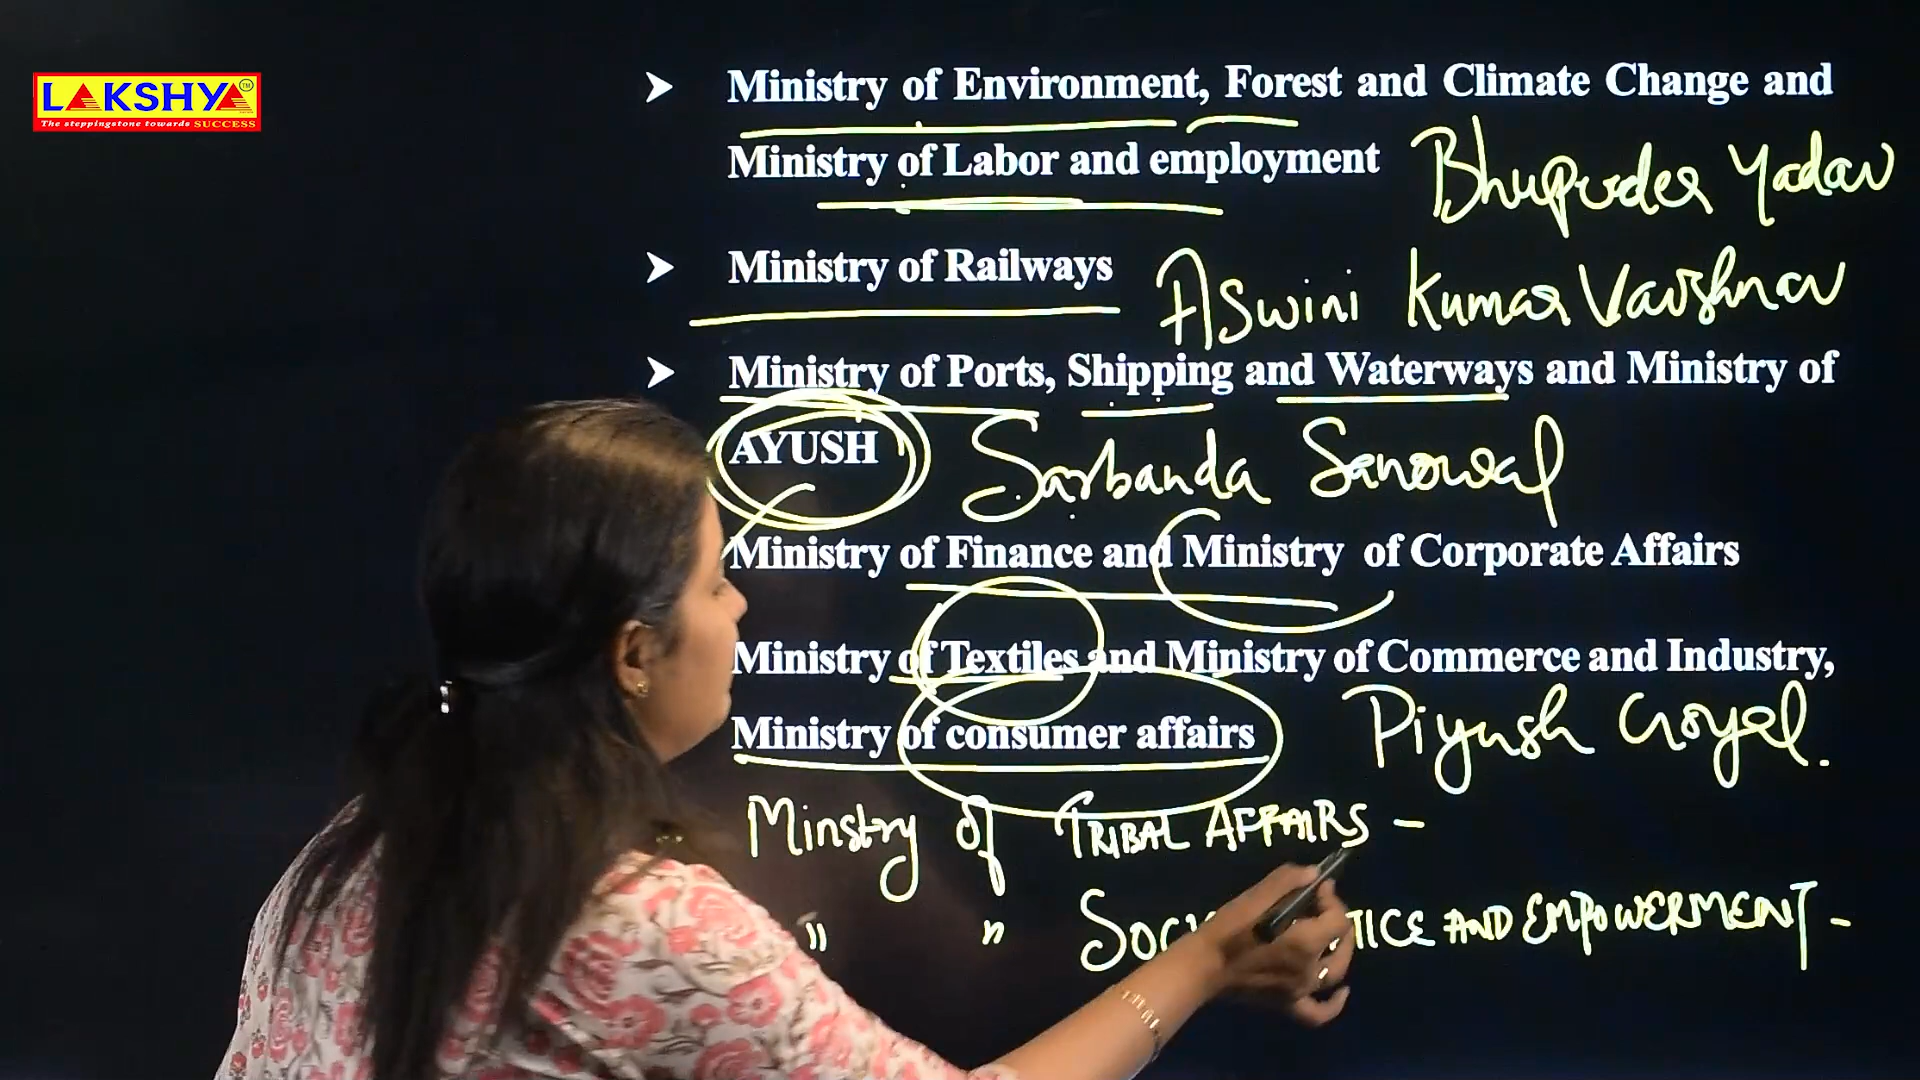 LAKSHYA™
The steppingstone towards SUCCESS
➤ Ministry of Environment, Forest and Climate Change and
Ministry of Labor and employment Bhupender Yadav
➤ Ministry of Railways Aswini Kumar Vaishnav
➤ Ministry of Ports, Shipping and Waterways and Ministry of
AYUSH Sarbanda Sanowal
Ministry of Finance and Ministry of Corporate Affairs
Ministry of Textiles and Ministry of Commerce and Industry,
Ministry of consumer affairs Piyush Goyal.
Minstry of TRIBAL AFFAIRS -
" " AND EMPOWERMENT -